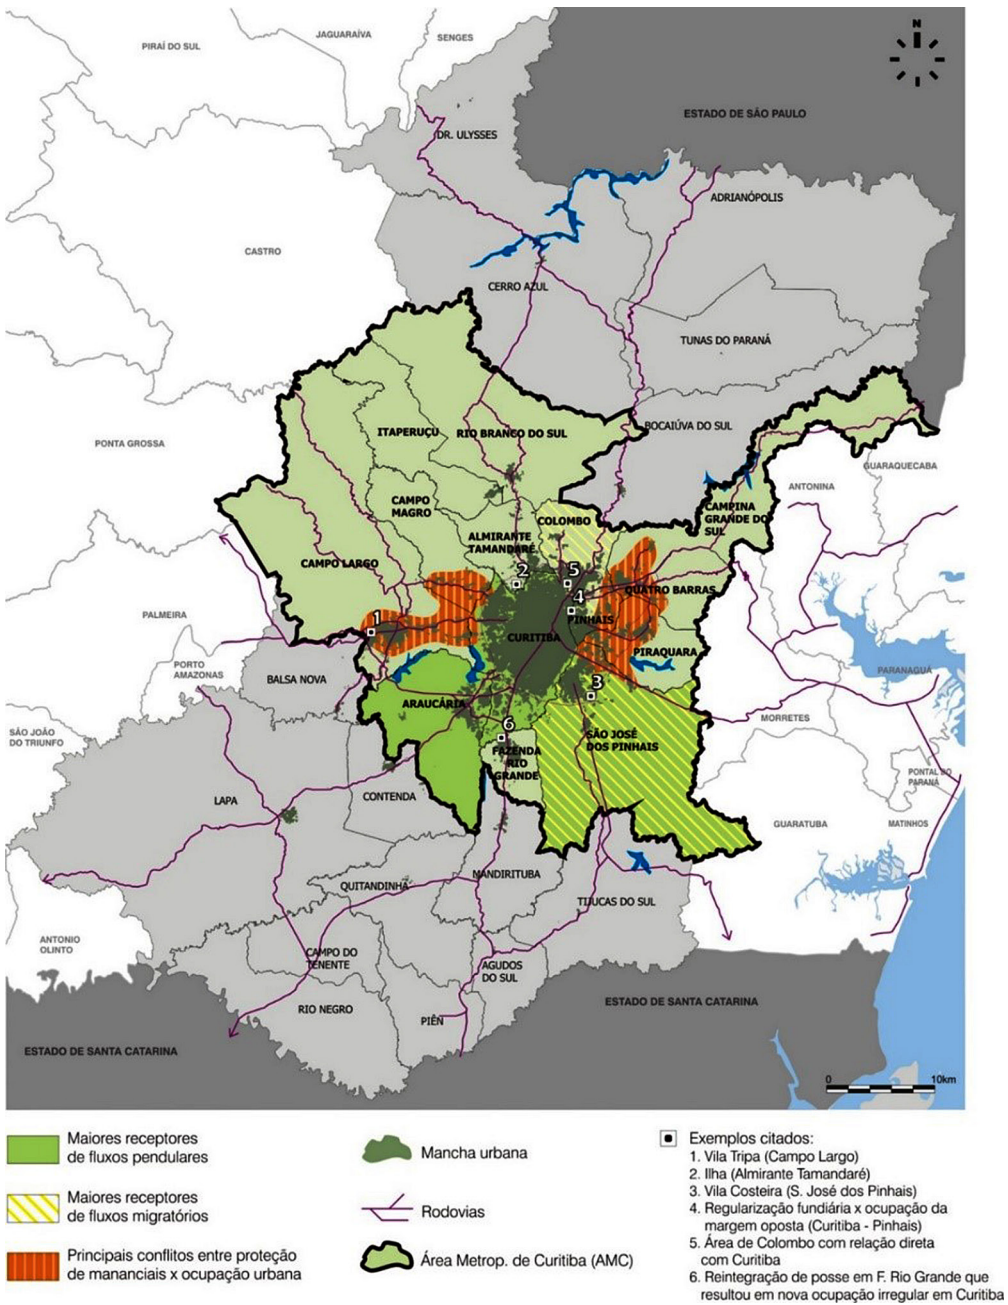 JAGUARAÍVA
SENGES
PIRAÍ DO SUL
N
ESTADO DE SÃO PAULO
DR. ULYSSES
ADRIANÓPOLIS
CASTRO
CERRO AZUL
TUNAS DO PARANÁ
ITAPERUÇU
RIO BRANCO DO SUL
BOCAIÚVA DO SUL
PONTA GROSSA
GUARAQUECABA
ANTONINA
CAMPO
MAGRO
CAMPINA
GRANDE DO
SUL
COLOMBO
ALMIRANTE
TAMANDARÉ
CAMPO LARGO
2
5
QUATRO BARRAS
4
PINHAIS
1
PALMEIRA
CURITIBA
PIRAQUARA
PORTO
AMAZONAS
BALSA NOVA
PARANAGUÁ
3
ARAUCÁRIA
MORRETES
SÃO JOÃO
DO TRIUNFO
6
SÃO JOSÉ
DOS PINHAIS
FAZENDA
RIO
GRANDE
PONTAL DO
PARANÁ
LAPA
CONTENDA
GUARATUBA
MATINHOS
MANDIRITUBA
QUITANDINHA
TIJUCAS DO SUL
ANTONIO
OLINTO
CAMPO DO
TENENTE
AGUDOS
DO SUL
RIO NEGRO
PIÊN
ESTADO DE SANTA CATARINA
ESTADO DE SANTA CATARINA
0 10km
Maiores receptores
de fluxos pendulares
Maiores receptores
de fluxos migratórios
Principais conflitos entre proteção
de mananciais x ocupação urbana
Mancha urbana
Rodovias
Área Metrop. de Curitiba (AMC)
Exemplos citados:
1. Vila Tripa (Campo Largo)
2. Ilha (Almirante Tamandaré)
3. Vila Costeira (S. José dos Pinhais)
4. Regularização fundiária x ocupação da
margem oposta (Curitiba - Pinhais)
5. Área de Colombo com relação direta
com Curitiba
6. Reintegração de posse em F. Rio Grande que
resultou em nova ocupação irregular em Curitiba